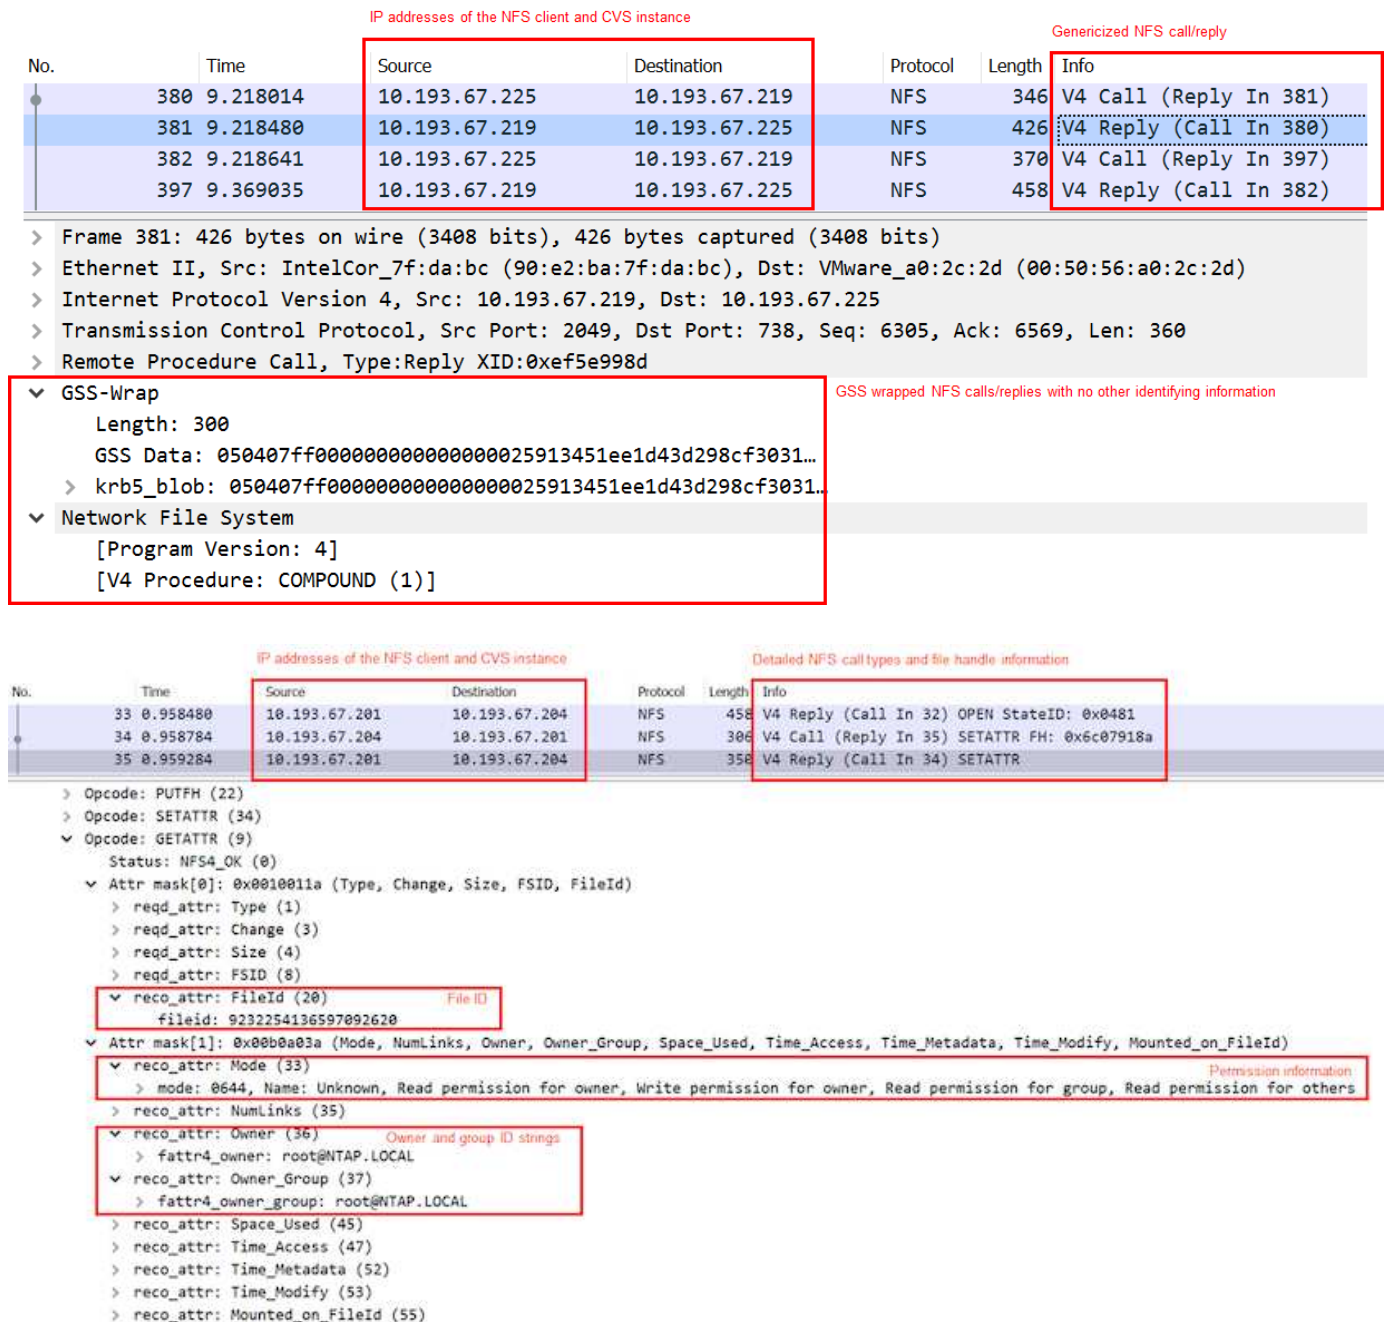 IP addresses of the NFS client and CVS instance
Genericized NFS call/reply
No. Time Source Destination Protocol Length Info
380 9.218014 10.193.67.225 10.193.67.219 NFS 346 V4 Call (Reply In 381)
381 9.218480 10.193.67.219 10.193.67.225 NFS 426 V4 Reply (Call In 380)
382 9.218641 10.193.67.225 10.193.67.219 NFS 370 V4 Call (Reply In 397)
397 9.369035 10.193.67.219 10.193.67.225 NFS 458 V4 Reply (Call In 382)
Frame 381: 426 bytes on wire (3408 bits), 426 bytes captured (3408 bits)
Ethernet II, Src: IntelCor_7f:da:bc (90:e2:ba:7f:da:bc), Dst: VMware_a0:2c:2d (00:50:56:a0:2c:2d)
Internet Protocol Version 4, Src: 10.193.67.219, Dst: 10.193.67.225
Transmission Control Protocol, Src Port: 2049, Dst Port: 738, Seq: 6305, Ack: 6569, Len: 360
Remote Procedure Call, Type:Reply XID:0xef5e998d
GSS-Wrap
GSS wrapped NFS calls/replies with no other identifying information
Length: 300
GSS Data: 050407ff000000000000000025913451ee1d43d298cf3031…
krb5_blob: 050407ff000000000000000025913451ee1d43d298cf3031…
Network File System
[Program Version: 4]
[V4 Procedure: COMPOUND (1)]
IP addresses of the NFS client and CVS instance
Detailed NFS call types and file handle information
No. Time Source Destination Protocol Length Info
33 0.958480 10.193.67.201 10.193.67.204 NFS 458 V4 Reply (Call In 32) OPEN StateID: 0x0481
34 0.958784 10.193.67.204 10.193.67.201 NFS 306 V4 Call (Reply In 35) SETATTR FH: 0x6c07918a
35 0.959284 10.193.67.201 10.193.67.204 NFS 350 V4 Reply (Call In 34) SETATTR
Opcode: PUTFH (22)
Opcode: SETATTR (34)
Opcode: GETATTR (9)
Status: NFS4_OK (0)
Attr mask[0]: 0x0010011a (Type, Change, Size, FSID, FileId)
reqd_attr: Type (1)
reqd_attr: Change (3)
reqd_attr: Size (4)
reqd_attr: FSID (8)
reco_attr: FileId (20)
File ID
fileid: 9232254136597092620
Attr mask[1]: 0x00b0a03a (Mode, NumLinks, Owner, Owner_Group, Space_Used, Time_Access, Time_Metadata, Time_Modify, Mounted_on_FileId)
reco_attr: Mode (33)
Permission information
mode: 0644, Name: Unknown, Read permission for owner, Write permission for owner, Read permission for group, Read permission for others
reco_attr: NumLinks (35)
reco_attr: Owner (36)
Owner and group ID strings
fattr4_owner: root@NTAP.LOCAL
reco_attr: Owner_Group (37)
fattr4_owner_group: root@NTAP.LOCAL
reco_attr: Space_Used (45)
reco_attr: Time_Access (47)
reco_attr: Time_Metadata (52)
reco_attr: Time_Modify (53)
reco_attr: Mounted_on_FileId (55)